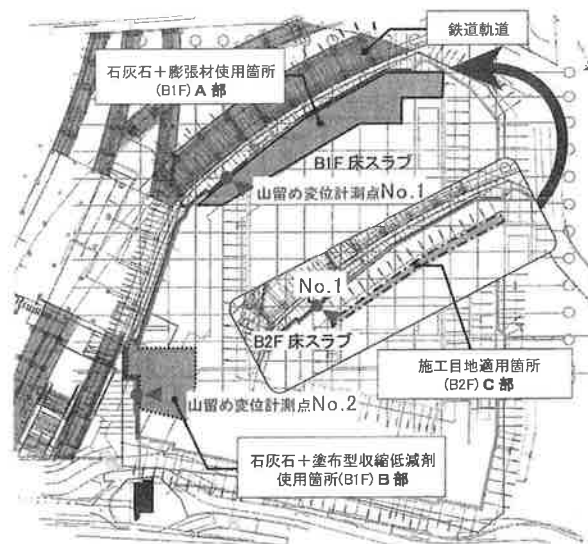 鉄道軌道
石灰石＋膨張材使用箇所
(B1F) A 部
B1F 床スラブ
山留め変位計測点No.1
No.1
B2F 床スラブ
施工目地適用箇所
(B2F) C 部
山留め変位計測点No.2
石灰石＋塗布型収縮低減剤
使用箇所(B1F) B 部